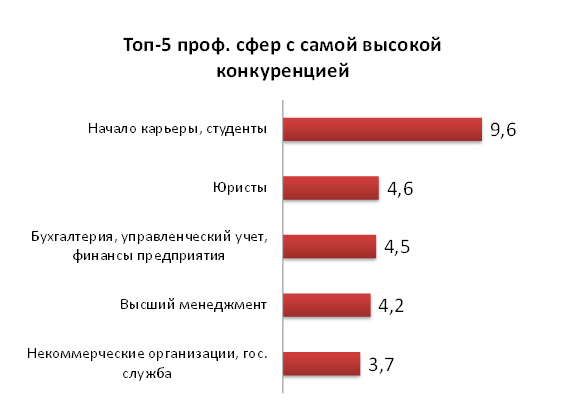 Топ-5 проф. сфер с самой высокой
конкуренцией
Начало карьеры, студенты
9,6
Юристы
4,6
Бухгалтерия, управленческий учет,
финансы предприятия
4,5
Высший менеджмент
4,2
Некоммерческие организации, гос.
служба
3,7